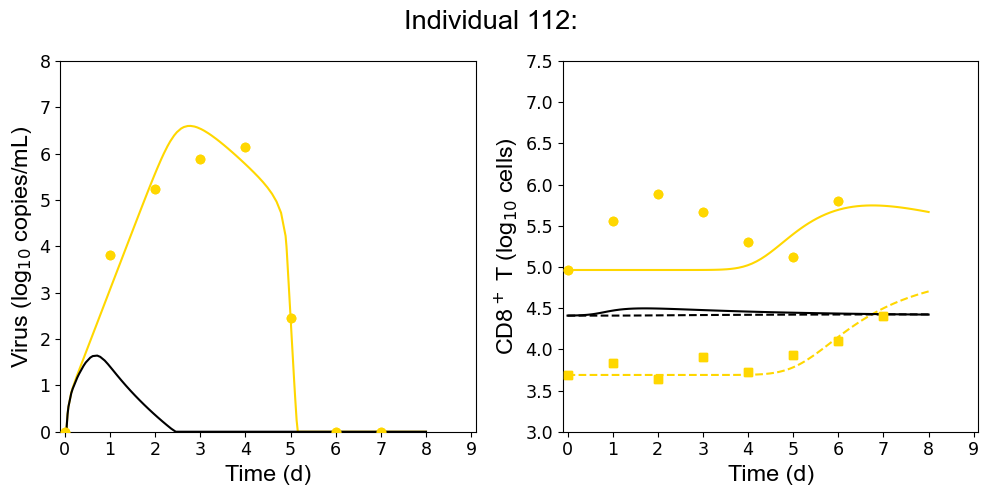 Individual 112:
Virus (log₁₀ copies/mL)
8
7
6
5
4
3
2
1
0
0 1 2 3 4 5 6 7 8 9
Time (d)
CD8⁺ T (log₁₀ cells)
7.5
7.0
6.5
6.0
5.5
5.0
4.5
4.0
3.5
3.0
0 1 2 3 4 5 6 7 8 9
Time (d)